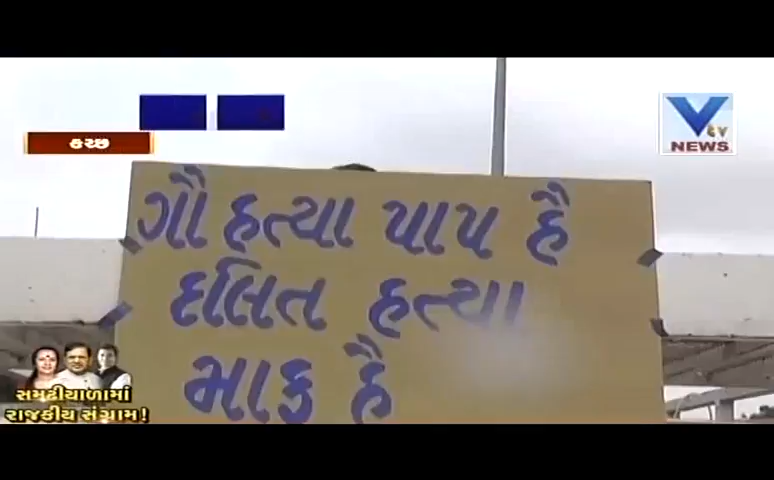 કચ્છ
V
tv
NEWS
ગૌ હત્યા પાપ હૈ
દલિત હત્યા
માફ હૈ
સમઢીયાળામાં
રાજકીય સંગ્રામ!